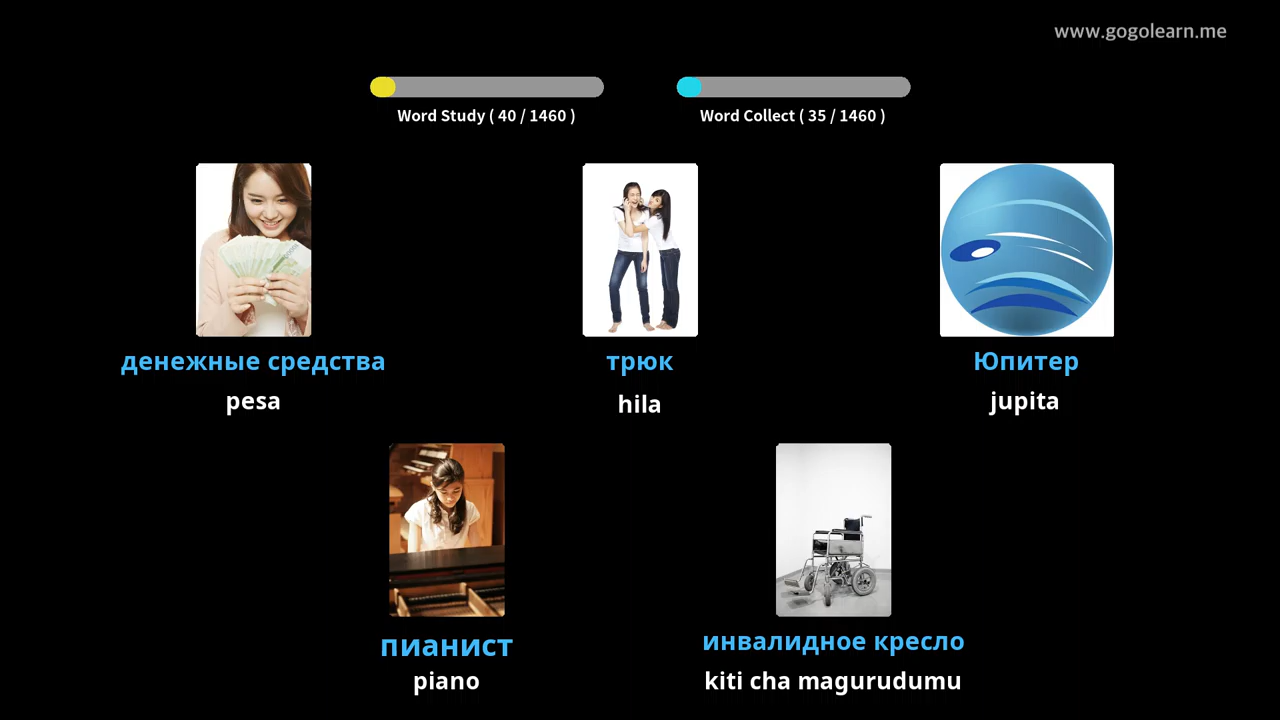 www.gogolearn.me
Word Study ( 40 / 1460 )
Word Collect ( 35 / 1460 )
денежные средства
pesa
трюк
hila
Юпитер
jupita
пианист
piano
инвалидное кресло
kiti cha magurudumu